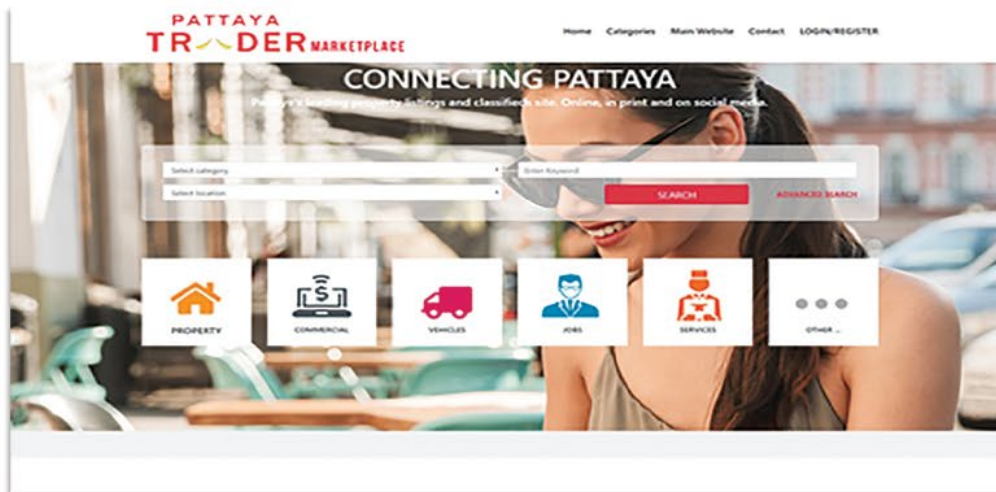 PATTAYA
TRADER MARKETPLACE
Home Categories Main Website Contact LOGIN/REGISTER
CONNECTING PATTAYA
Pattaya's leading property listings and classifieds site. Online, in print and on social media.
Select category
Enter Keyword
Select location
SEARCH
ADVANCED SEARCH
PROPERTY
COMMERCIAL
VEHICLES
JOBS
SERVICES
OTHER ...